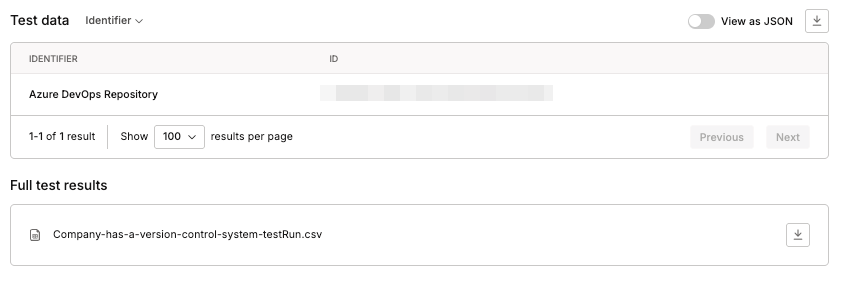 Test data Identifier View as JSON
IDENTIFIER ID
Azure DevOps Repository
1-1 of 1 result Show 100 results per page Previous Next
Full test results
Company-has-a-version-control-system-testRun.csv